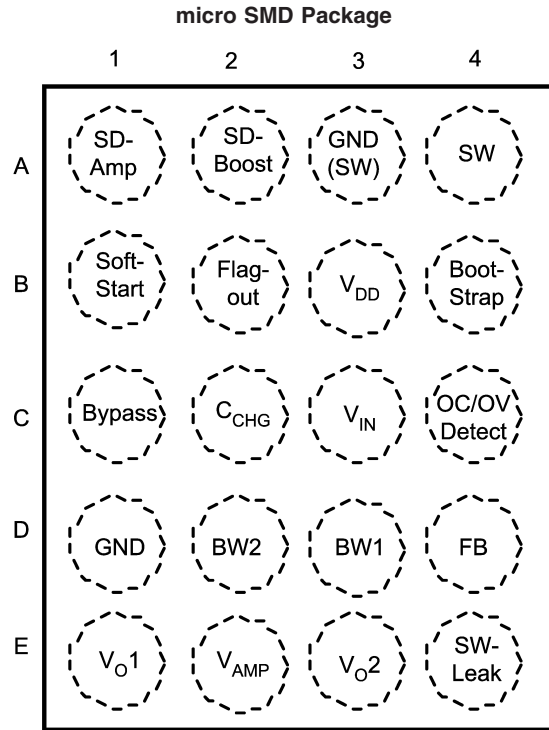 micro SMD Package
1 2 3 4
A
SD-
Amp
SD-
Boost
GND
(SW)
SW
B
Soft-
Start
Flag-
out
VDD
Boot-
Strap
C
Bypass
CCHG
VIN
OC/OV
Detect
D
GND
BW2
BW1
FB
E
VO1
VAMP
VO2
SW-
Leak